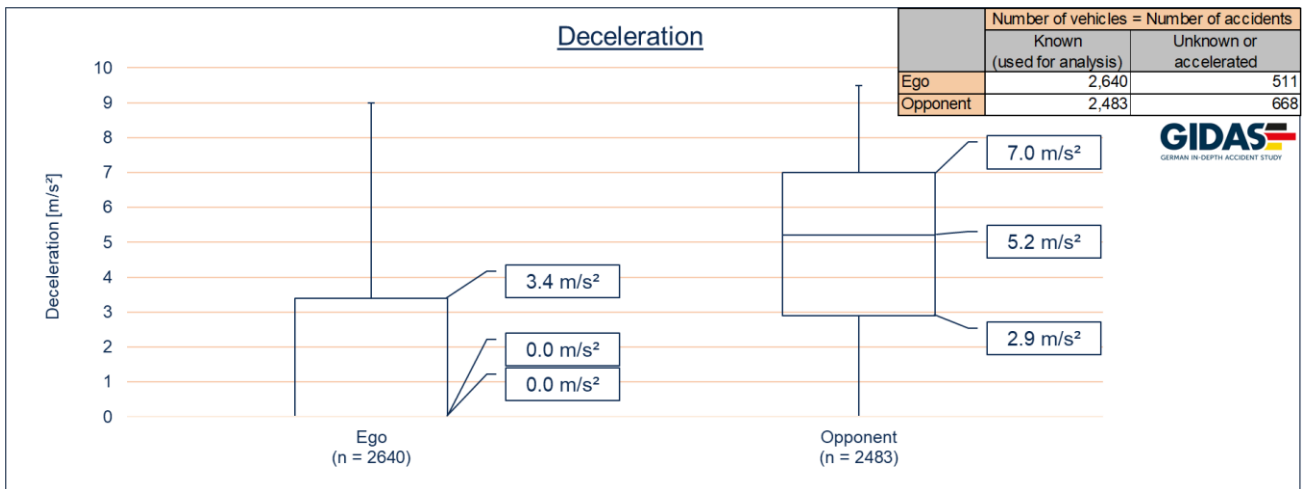 Deceleration
Number of vehicles = Number of accidents
Known
(used for analysis)
Unknown or
accelerated
Ego 2,640 511
Opponent 2,483 668
GIDAS
GERMAN IN-DEPTH ACCIDENT STUDY
Deceleration [m/s²]
10
9
8
7
6
5
4
3
2
1
0
3.4 m/s²
0.0 m/s²
0.0 m/s²
7.0 m/s²
5.2 m/s²
2.9 m/s²
Ego
(n = 2640)
Opponent
(n = 2483)